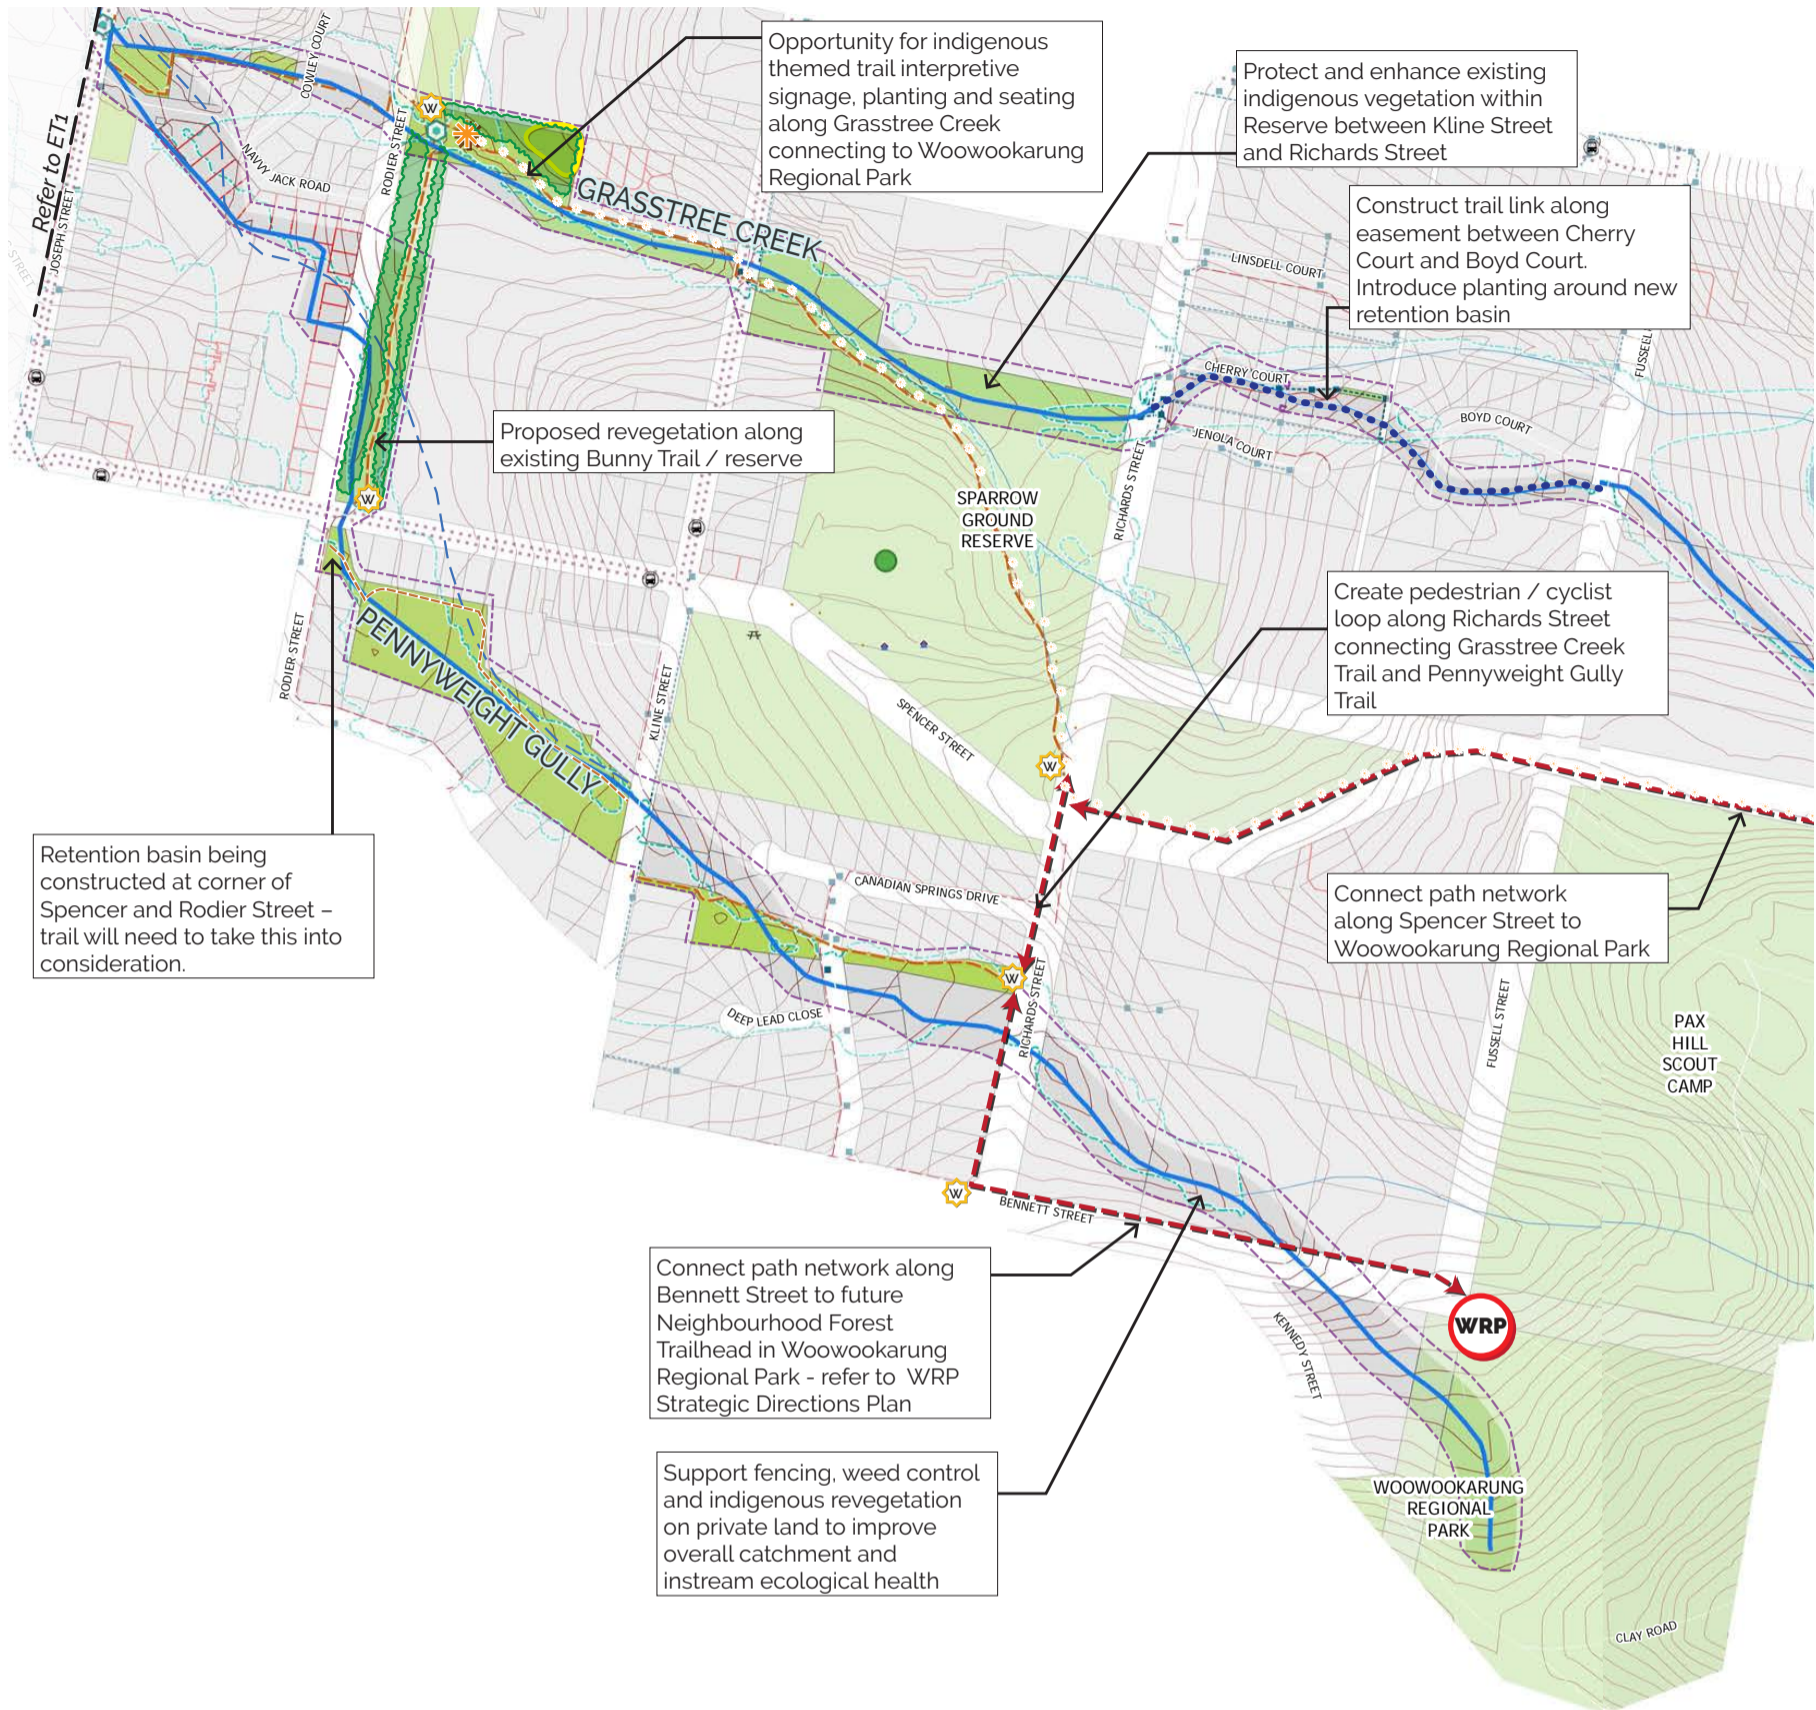 Opportunity for indigenous
themed trail interpretive
signage, planting and seating
along Grasstree Creek
connecting to Woowookarung
Regional Park
Protect and enhance existing
indigenous vegetation within
Reserve between Kline Street
and Richards Street
Construct trail link along
easement between Cherry
Court and Boyd Court.
Introduce planting around new
retention basin
Refer to ET1
JOSEPH STREET
COWLEY COURT
NAVVY JACK ROAD
RODIER STREET
W
GRASSTREE CREEK
LINSDELL COURT
CHERRY COURT
BOYD COURT
JENOLA COURT
RICHARDS STREET
FUSSELL
Proposed revegetation along
existing Bunny Trail / reserve
W
SPARROW
GROUND
RESERVE
Create pedestrian / cyclist
loop along Richards Street
connecting Grasstree Creek
Trail and Pennyweight Gully
Trail
PENNYWEIGHT GULLY
RODIER STREET
KLINE STREET
SPENCER STREET
W
Retention basin being
constructed at corner of
Spencer and Rodier Street –
trail will need to take this into
consideration.
CANADIAN SPRINGS DRIVE
Connect path network
along Spencer Street to
Woowookarung Regional Park
W
RICHARDS STREET
DEEP LEAD CLOSE
FUSSELL STREET
PAX
HILL
SCOUT
CAMP
W
BENNETT STREET
Connect path network along
Bennett Street to future
Neighbourhood Forest
Trailhead in Woowookarung
Regional Park - refer to WRP
Strategic Directions Plan
KENNEDY STREET
WRP
Support fencing, weed control
and indigenous revegetation
on private land to improve
overall catchment and
instream ecological health
WOOWOOKARUNG
REGIONAL
PARK
CLAY ROAD